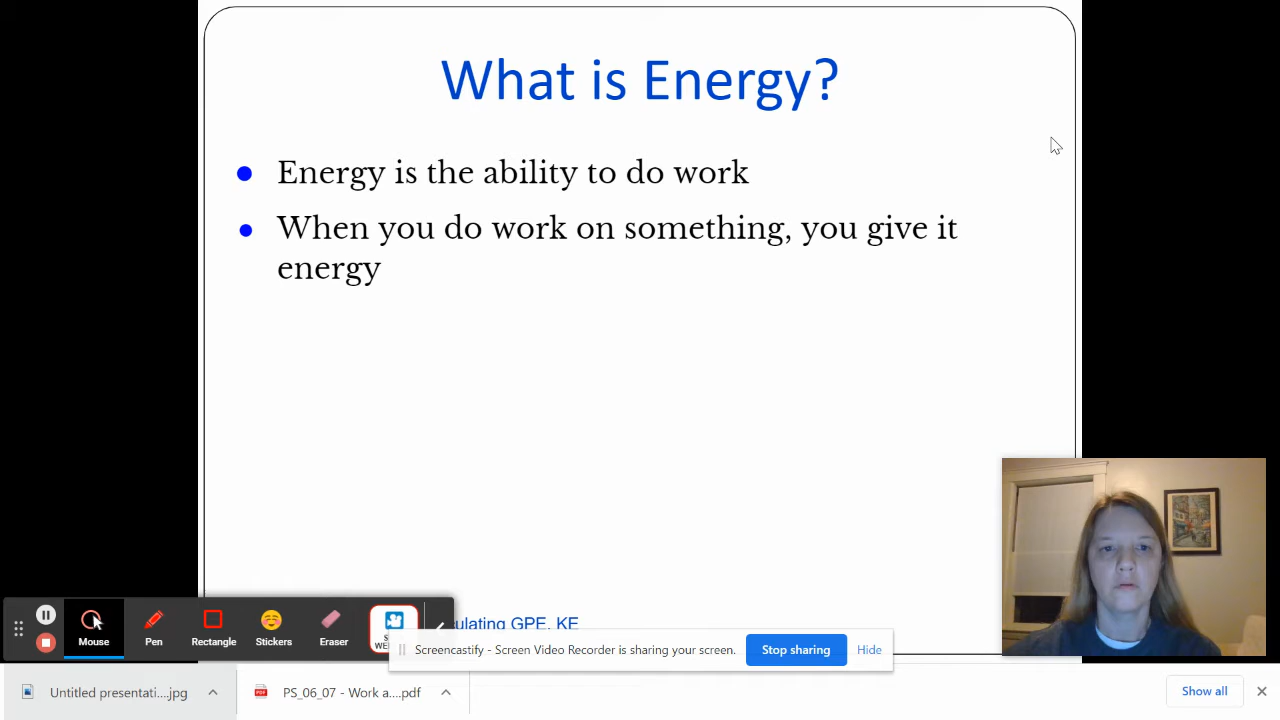 What is Energy?
Energy is the ability to do work
When you do work on something, you give it
energy
GPE, KE
Mouse
Pen
Rectangle
Stickers
Eraser
Screencastify - Screen Video Recorder is sharing your screen.
Stop sharing
Hide
Untitled presentati....jpg
PS_06_07 - Work a....pdf
Show all